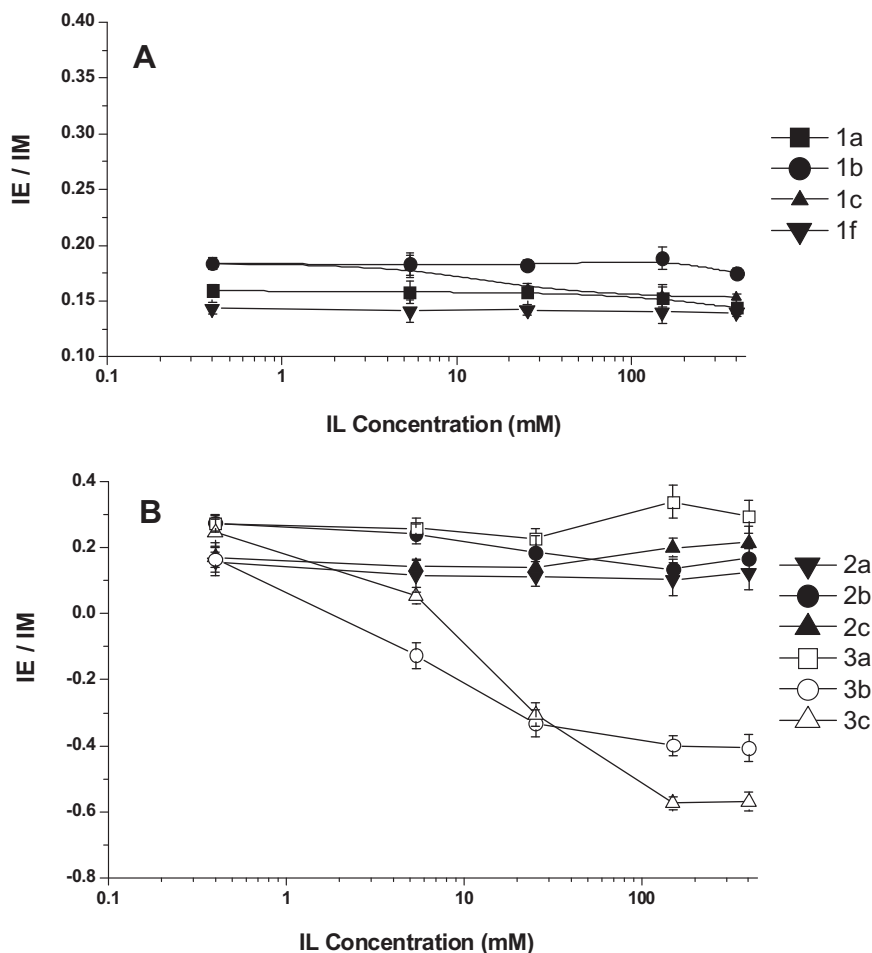 A
0.40
0.35
0.30
0.25
0.20
0.15
0.10
IE / IM
0.1
1
10
100
IL Concentration (mM)
1a
1b
1c
1f
B
0.4
0.2
0.0
-0.2
-0.4
-0.6
-0.8
IE / IM
0.1
1
10
100
IL Concentration (mM)
2a
2b
2c
3a
3b
3c